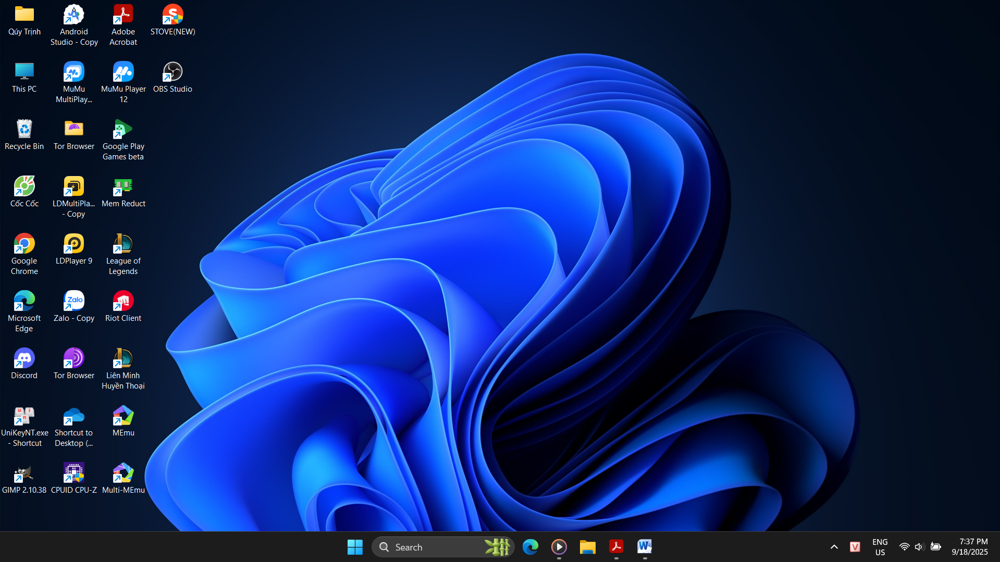 Qúy Trịnh
Android
Studio - Copy
Adobe
Acrobat
STOVE(NEW)
This PC
MuMu
MultiPlay...
MuMu Player
12
OBS Studio
Recycle Bin
Tor Browser
Google Play
Games beta
Cốc Cốc
LDMultiPla...
- Copy
Mem Reduct
Google
Chrome
LDPlayer 9
League of
Legends
Microsoft
Edge
Zalo
Zalo - Copy
Riot Client
Discord
Tor Browser
Liên Minh
Huyền Thoại
UniKeyNT.exe
- Shortcut
Shortcut to
Desktop (...
MEmu
GIMP 2.10.38
CPUID CPU-Z
Multi-MEmu
Search
W
V
ENG
US
7:37 PM
9/18/2025